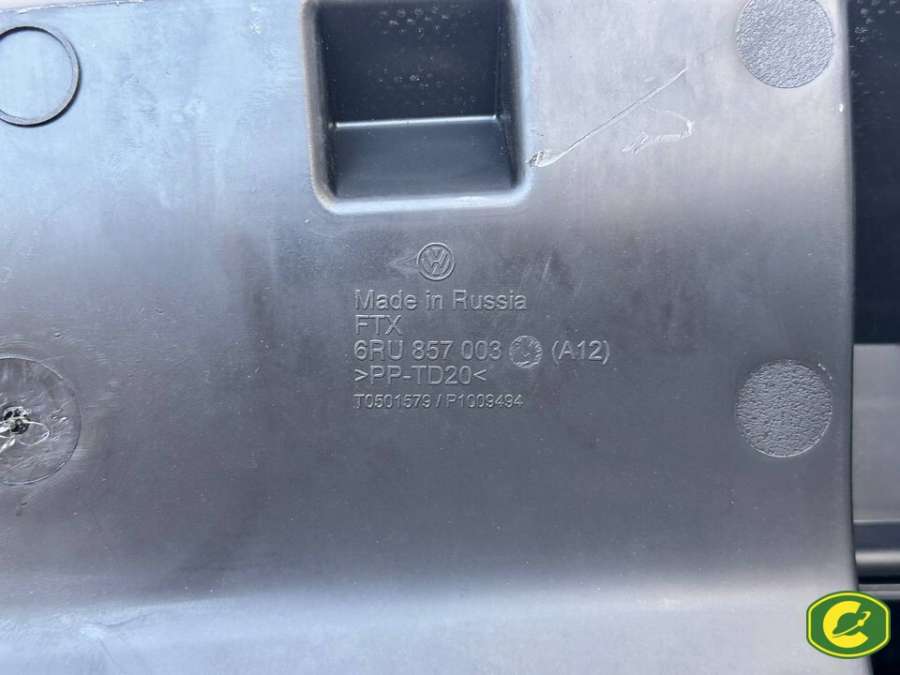 Made in Russia
FTX
6RU 857 003 (A12)
>PP-TD20<
T0501579 / P1009494